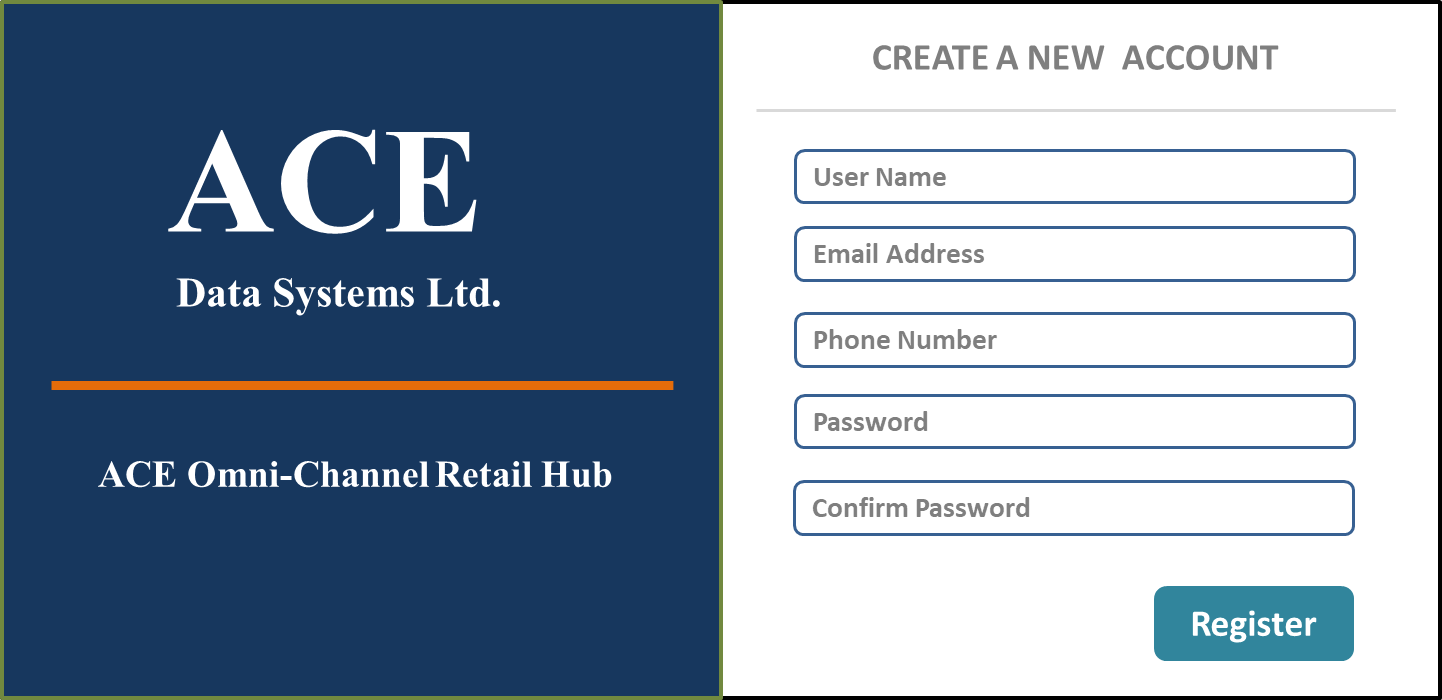 ACE
Data Systems Ltd.
ACE Omni-Channel Retail Hub
CREATE A NEW ACCOUNT
User Name
Email Address
Phone Number
Password
Confirm Password
Register